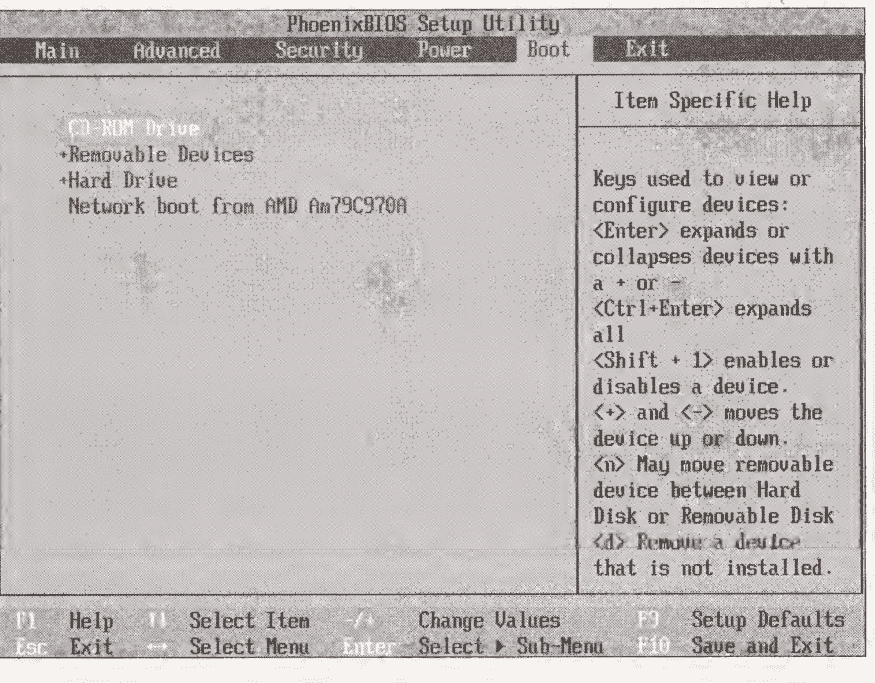 PhoenixBIOS Setup Utility
Main Advanced Security Power Boot Exit
CD-ROM Drive
+Removable Devices
+Hard Drive
Network boot from AMD Am79C970A
Item Specific Help
Keys used to view or
configure devices:
<Enter> expands or
collapses devices with
a + or -
<Ctrl+Enter> expands
all
<Shift + 1> enables or
disables a device.
<+> and <-> moves the
device up or down.
<n> May move removable
device between Hard
Disk or Removable Disk
<d> Remove a device
that is not installed.
F1 Help ↑↓ Select Item -/+ Change Values F9 Setup Defaults
Esc Exit ↔ Select Menu Enter Select ▶ Sub-Menu F10 Save and Exit